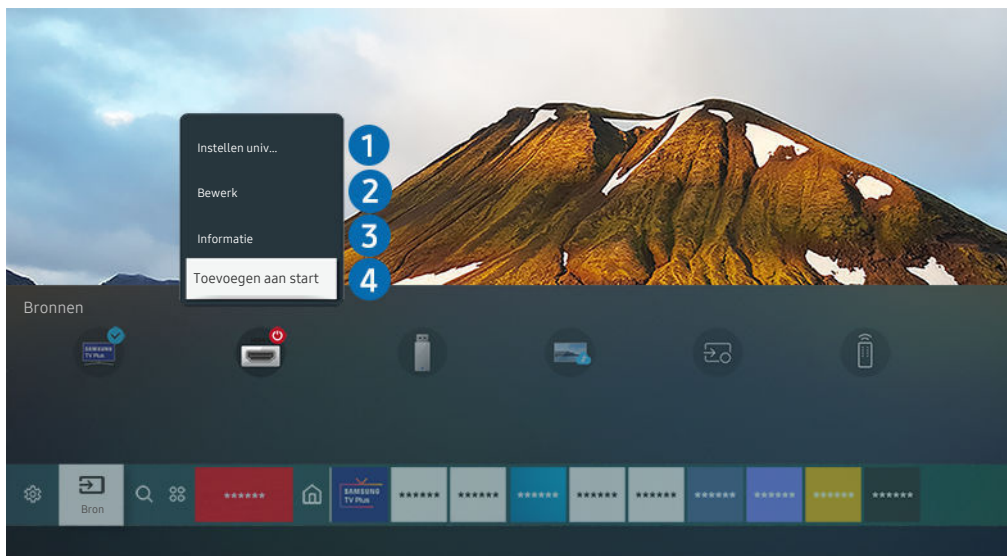 Instellen univ...
1
Bewerk
2
Informatie
3
Toevoegen aan start
4
Bronnen
SAMSUNG
TV Plus
Bron
******
SAMSUNG
TV Plus
******
******
******
******
******
******
******
******
******